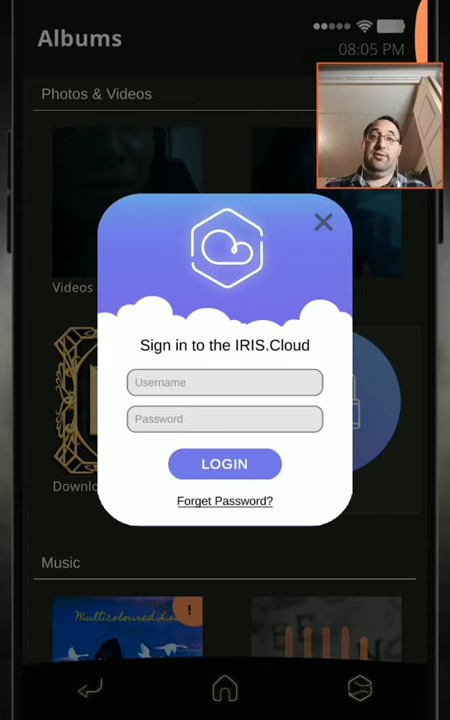 Albums
08:05 PM
Photos & Videos
Videos
Sign in to the IRIS.Cloud
Username
Password
LOGIN
Forget Password?
Downlo
Music
Multicoloured
!
BE